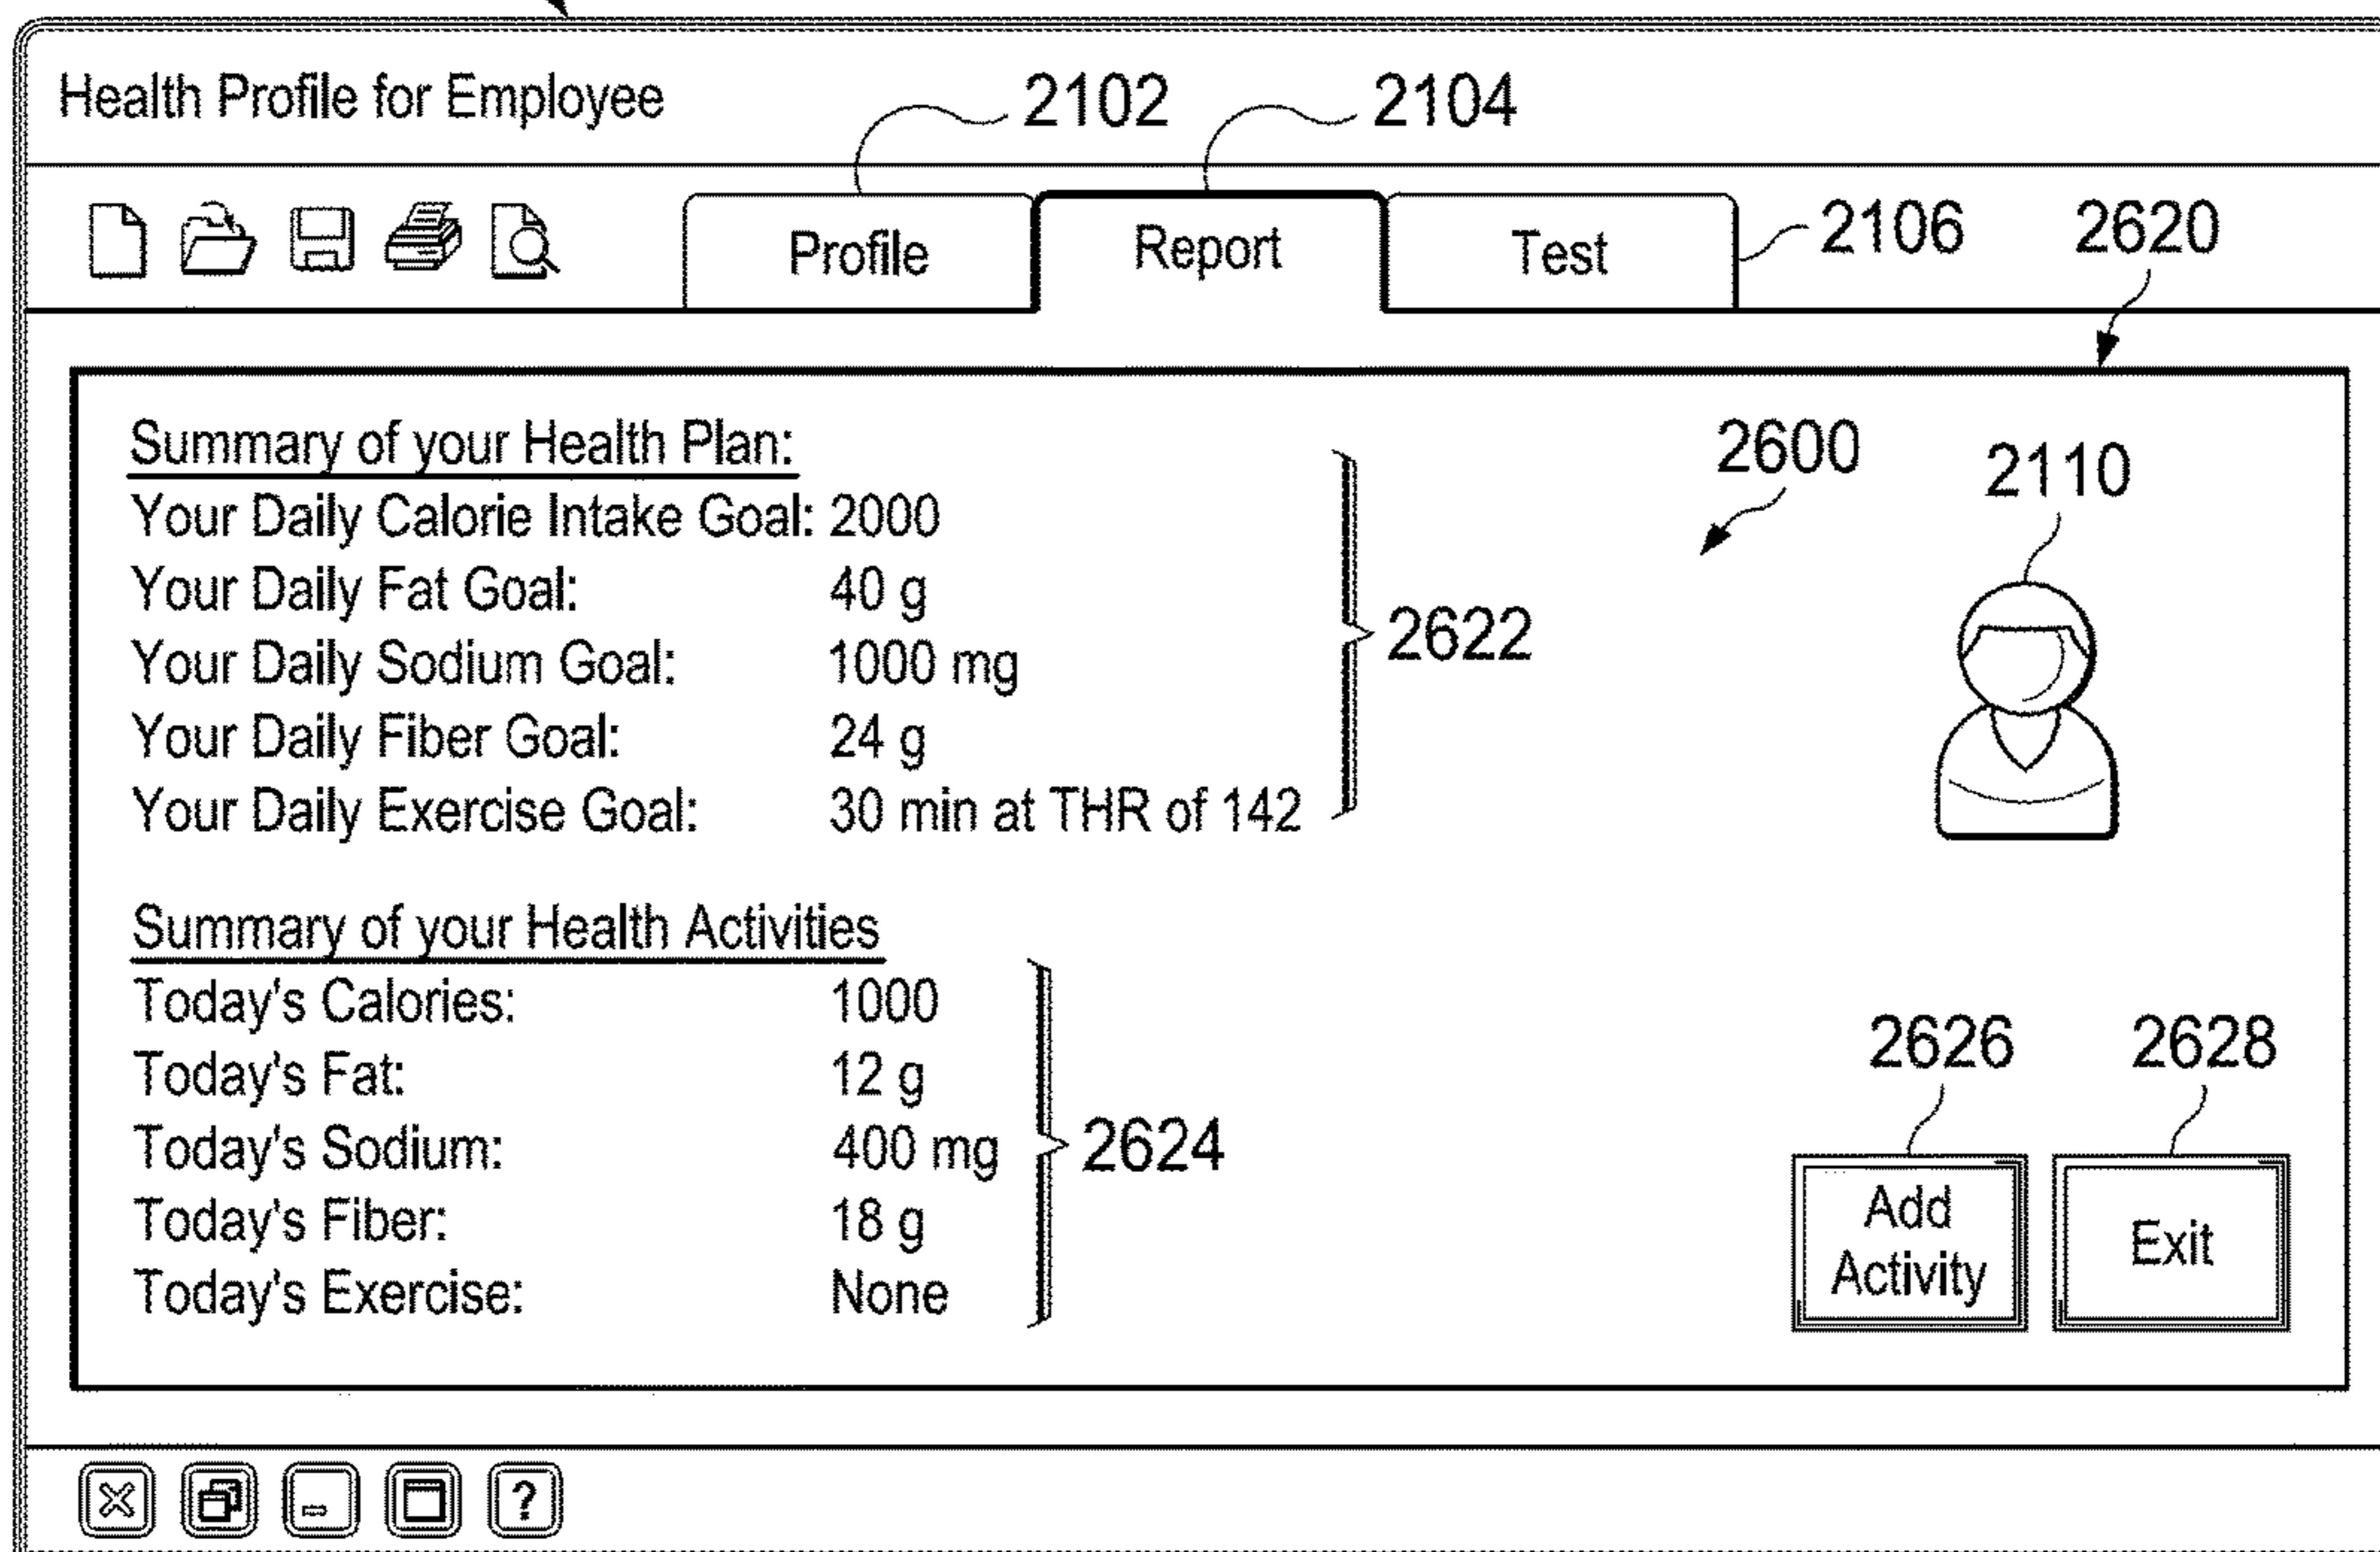 Health Profile for Employee 2102 2104
Profile Report Test 2106 2620
Summary of your Health Plan: 2600 2110
Your Daily Calorie Intake Goal: 2000
Your Daily Fat Goal: 40 g
2622
Your Daily Sodium Goal: 1000 mg
Your Daily Fiber Goal: 24 g
Your Daily Exercise Goal: 30 min at THR of 142
Summary of your Health Activities
Today's Calories: 1000
2626 2628
Today's Fat: 12 g
Today's Sodium: 400 mg 2624
Today's Fiber: 18 g
Today's Exercise: None
Add
Activity
Exit
?